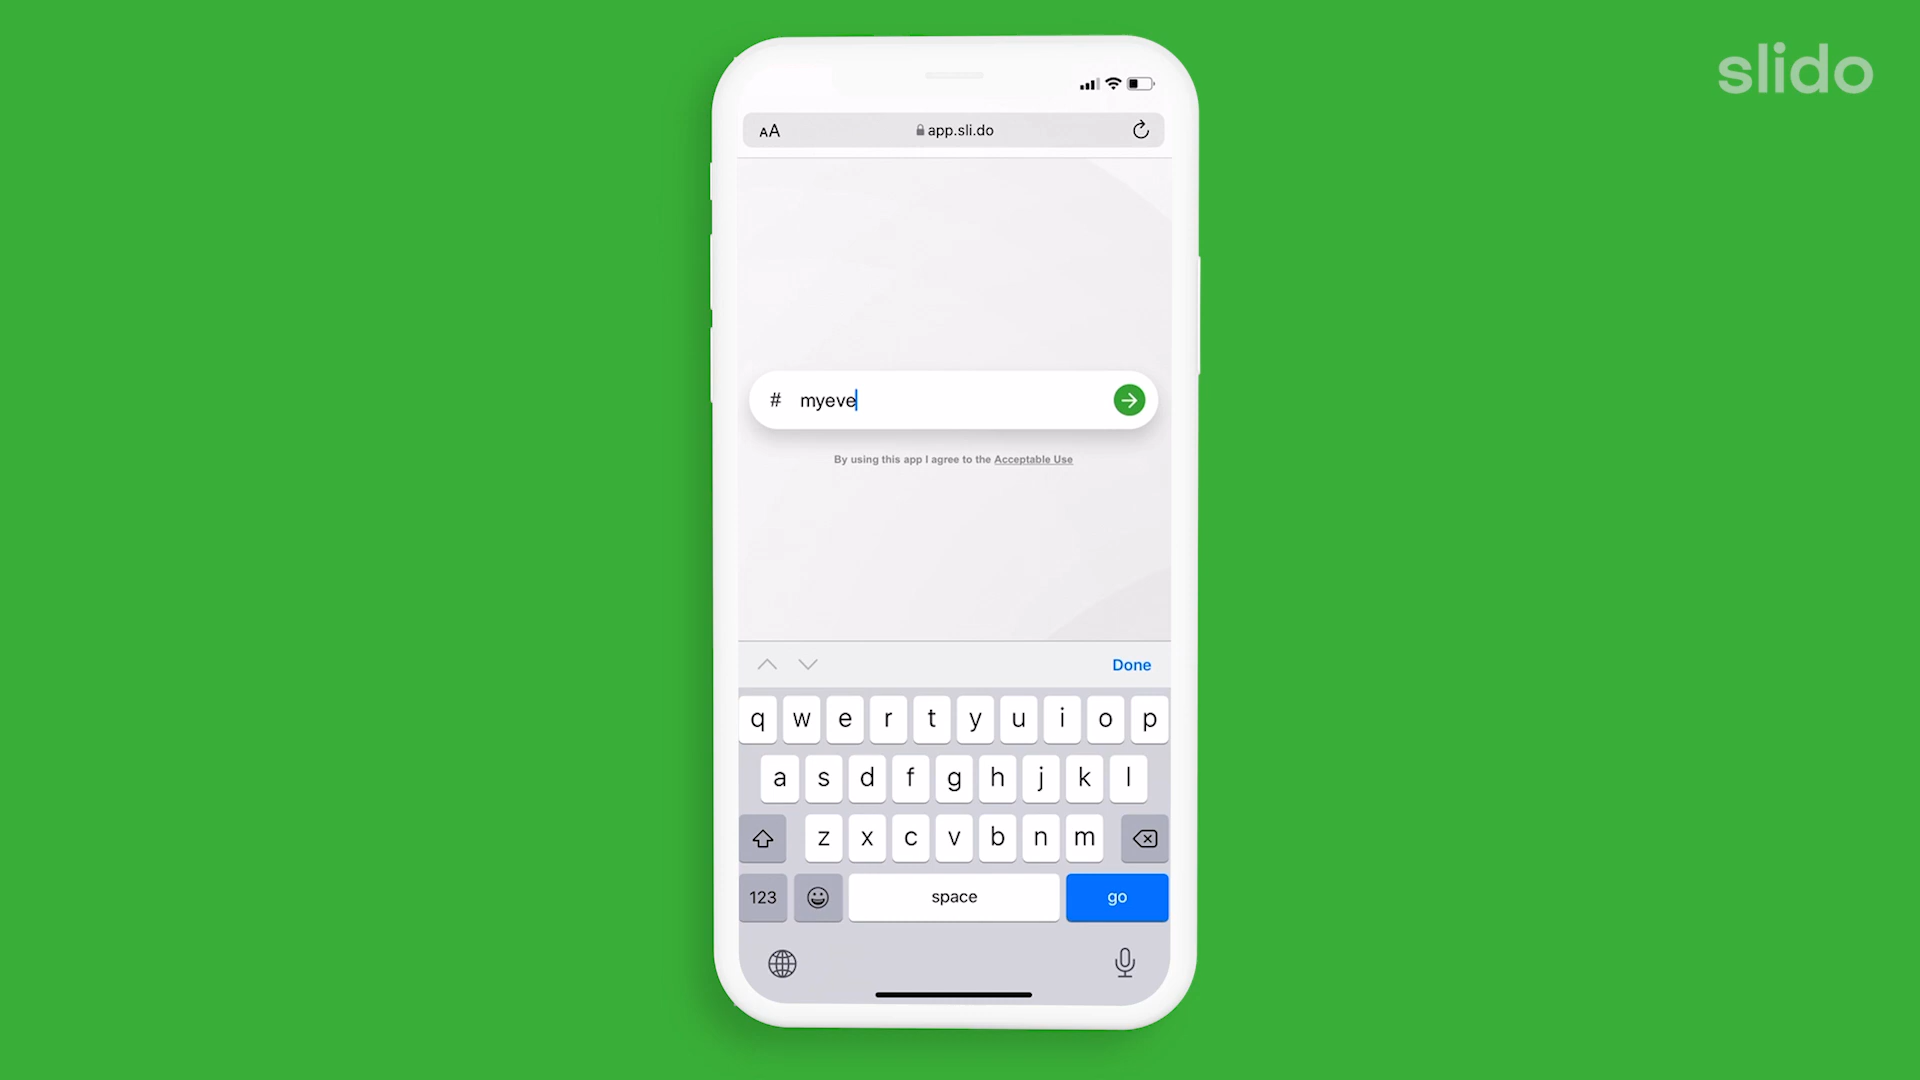 slido
AA app.sli.do
# myeve
By using this app I agree to the Acceptable Use
Done
q w e r t y u i o p
a s d f g h j k l
z x c v b n m
123 space go